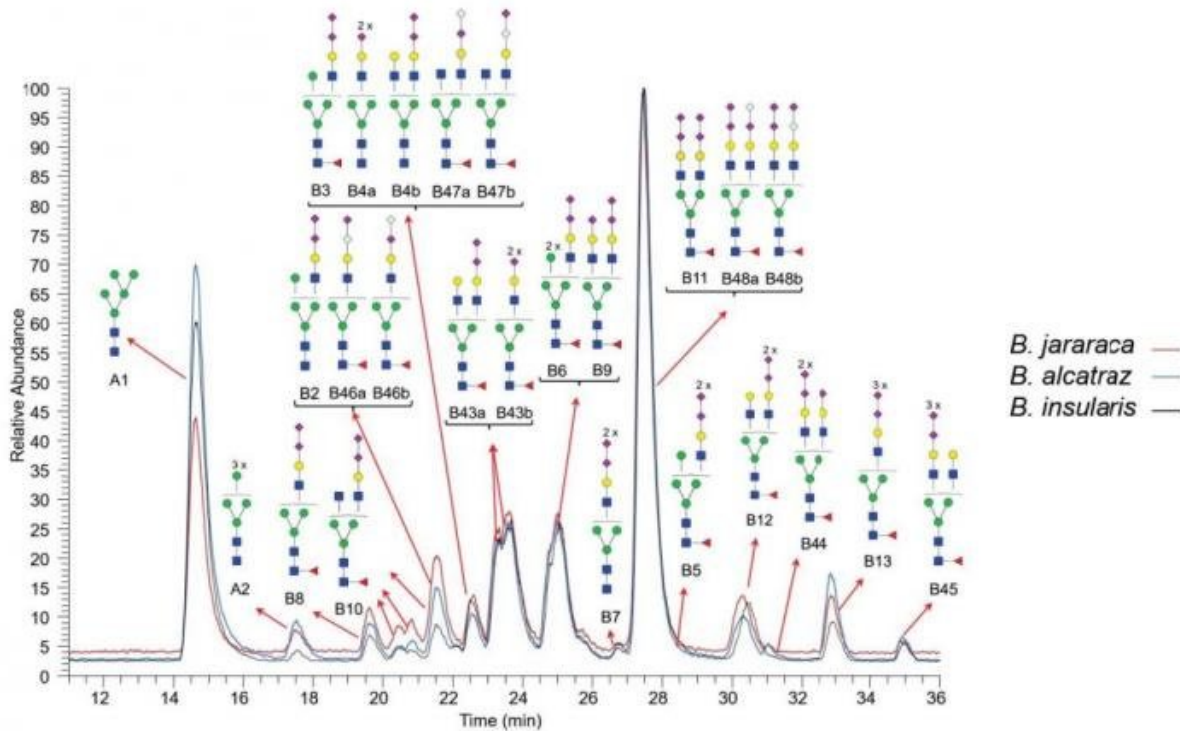 2 x
B3 B4a B4b B47a B47b
B11 B48a B48b
2 x
B43a B43b
2 x
B6 B9
B2 B46a B46b
A1
3 x
A2
B8
B10
2 x
B7
2 x
B5
2 x
B12
2 x
B44
3 x
B13
3 x
B45
Relative Abundance
100
95
90
85
80
75
70
65
60
55
50
45
40
35
30
25
20
15
10
5
0
12 14 16 18 20 22 24 26 28 30 32 34 36
Time (min)
B. jararaca
B. alcatraz
B. insularis